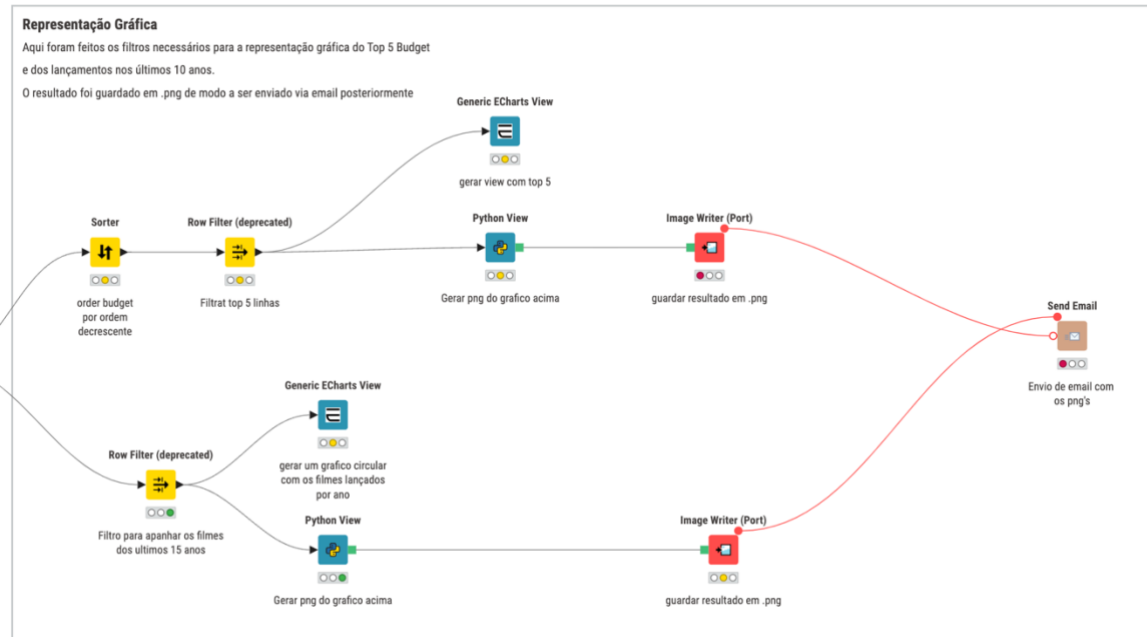 Representação Gráfica
Aqui foram feitos os filtros necessários para a representação gráfica do Top 5 Budget
e dos lançamentos nos últimos 10 anos.
O resultado foi guardado em .png de modo a ser enviado via email posteriormente
Generic ECharts View
gerar view com top 5
Sorter
order budget
por ordem
decrescente
Row Filter (deprecated)
Filtrat top 5 linhas
Python View
Gerar png do grafico acima
Image Writer (Port)
guardar resultado em .png
Send Email
Envio de email com
os png's
Generic ECharts View
gerar um grafico circular
com os filmes lançados
por ano
Row Filter (deprecated)
Filtro para apanhar os filmes
dos ultimos 15 anos
Python View
Gerar png do grafico acima
Image Writer (Port)
guardar resultado em .png